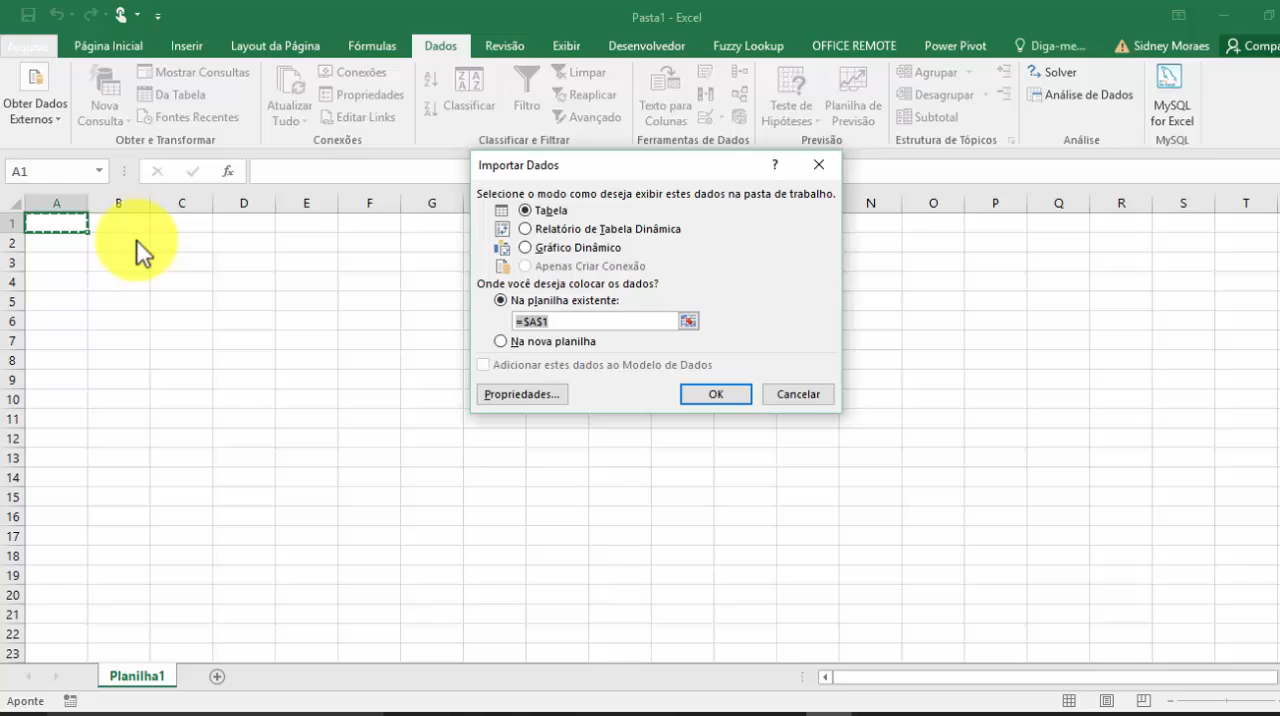 Pasta1 - Excel
Arquivo Página Inicial Inserir Layout da Página Fórmulas Dados Revisão Exibir Desenvolvedor Fuzzy Lookup OFFICE REMOTE Power Pivot Diga-me... Sidney Moraes Compa
Obter Dados Externos
Nova Consulta
Mostrar Consultas
Da Tabela
Fontes Recentes
Obter e Transformar
Atualizar Tudo
Conexões
Propriedades
Editar Links
Conexões
Classificar
Filtro
Limpar
Reaplicar
Avançado
Classificar e Filtrar
Texto para Colunas
Ferramentas de Dados
Teste de Hipóteses
Planilha de Previsão
Previsão
Agrupar
Desagrupar
Subtotal
Estrutura de Tópicos
Solver
Análise de Dados
Análise
MySQL for Excel
MySQL
A1
fx
A B C D E F G N O P Q R S T
Importar Dados
?
Selecione o modo como deseja exibir estes dados na pasta de trabalho.
Tabela
Relatório de Tabela Dinâmica
Gráfico Dinâmico
Apenas Criar Conexão
Onde você deseja colocar os dados?
Na planilha existente:
=$A$1
Na nova planilha
Adicionar estes dados ao Modelo de Dados
Propriedades... OK Cancelar
1
2
3
4
5
6
7
8
9
10
11
12
13
14
15
16
17
18
19
20
21
22
23
Planilha1
Aponte